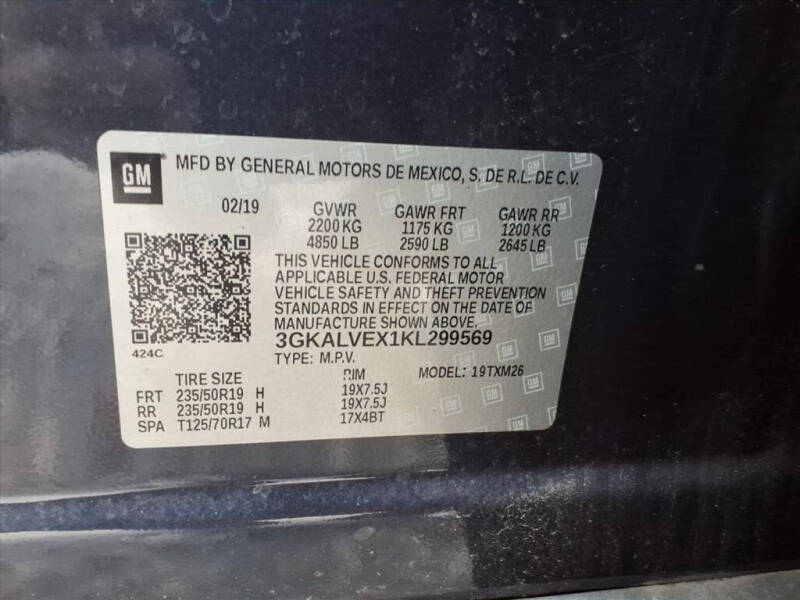 GM MFD BY GENERAL MOTORS DE MEXICO, S. DE R.L. DE C.V.
02/19 GVWR GAWR FRT GAWR RR
2200 KG 1175 KG 1200 KG
4850 LB 2590 LB 2645 LB
THIS VEHICLE CONFORMS TO ALL
APPLICABLE U.S. FEDERAL MOTOR
VEHICLE SAFETY AND THEFT PREVENTION
STANDARDS IN EFFECT ON THE DATE OF
MANUFACTURE SHOWN ABOVE.
3GKALVEX1KL299569
424C
TYPE: M.P.V. MODEL: 19TXM26
TIRE SIZE RIM
FRT 235/50R19 H 19X7.5J
RR 235/50R19 H 19X7.5J
SPA T125/70R17 M 17X4BT